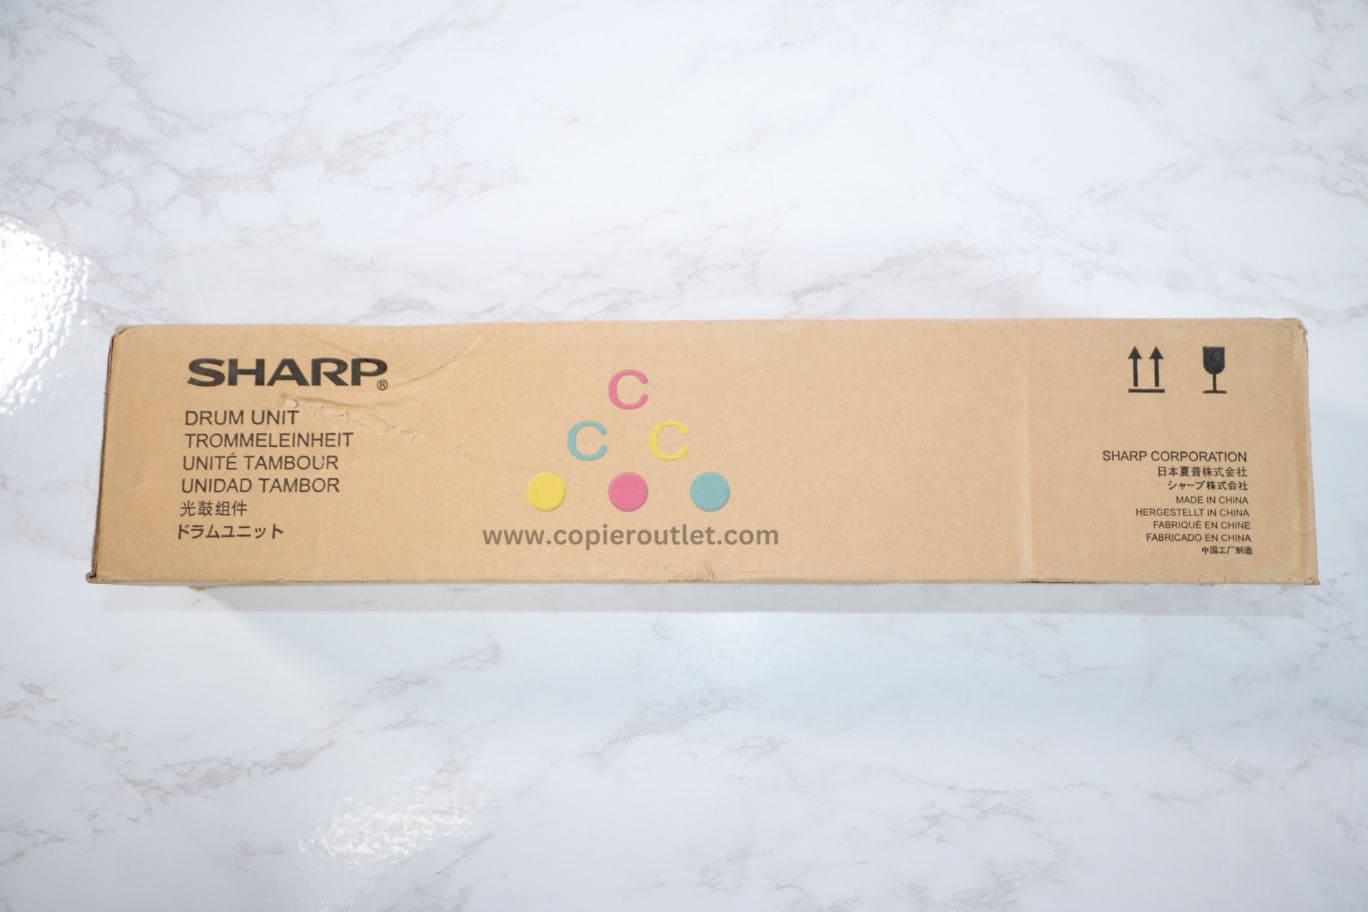 SHARP®
DRUM UNIT
TROMMELEINHEIT
UNITÉ TAMBOUR
UNIDAD TAMBOR
光鼓组件
ドラムユニット
C
C C
www.copieroutlet.com
SHARP CORPORATION
日本夏普株式会社
シャープ株式会社
MADE IN CHINA
HERGESTELLT IN CHINA
FABRIQUÉ EN CHINE
FABRICADO EN CHINA
中国工厂制造